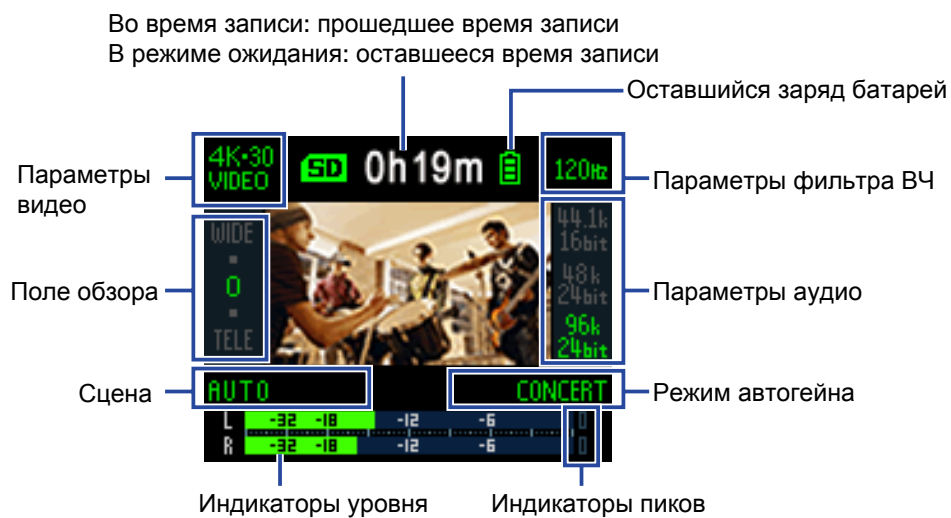 Во время записи: прошедшее время записи
В режиме ожидания: оставшееся время записи
Оставшийся заряд батарей
4K•30
VIDEO
SD 0h19m
120Hz
Параметры
видео
Параметры фильтра ВЧ
WIDE
0
TELE
44.1k
16bit
48k
24bit
96k
24bit
Поле обзора
Параметры аудио
Сцена
AUTO
CONCERT
Режим автогейна
L -32 -18 -12 -6 0
R -32 -18 -12 -6 0
Индикаторы уровня
Индикаторы пиков